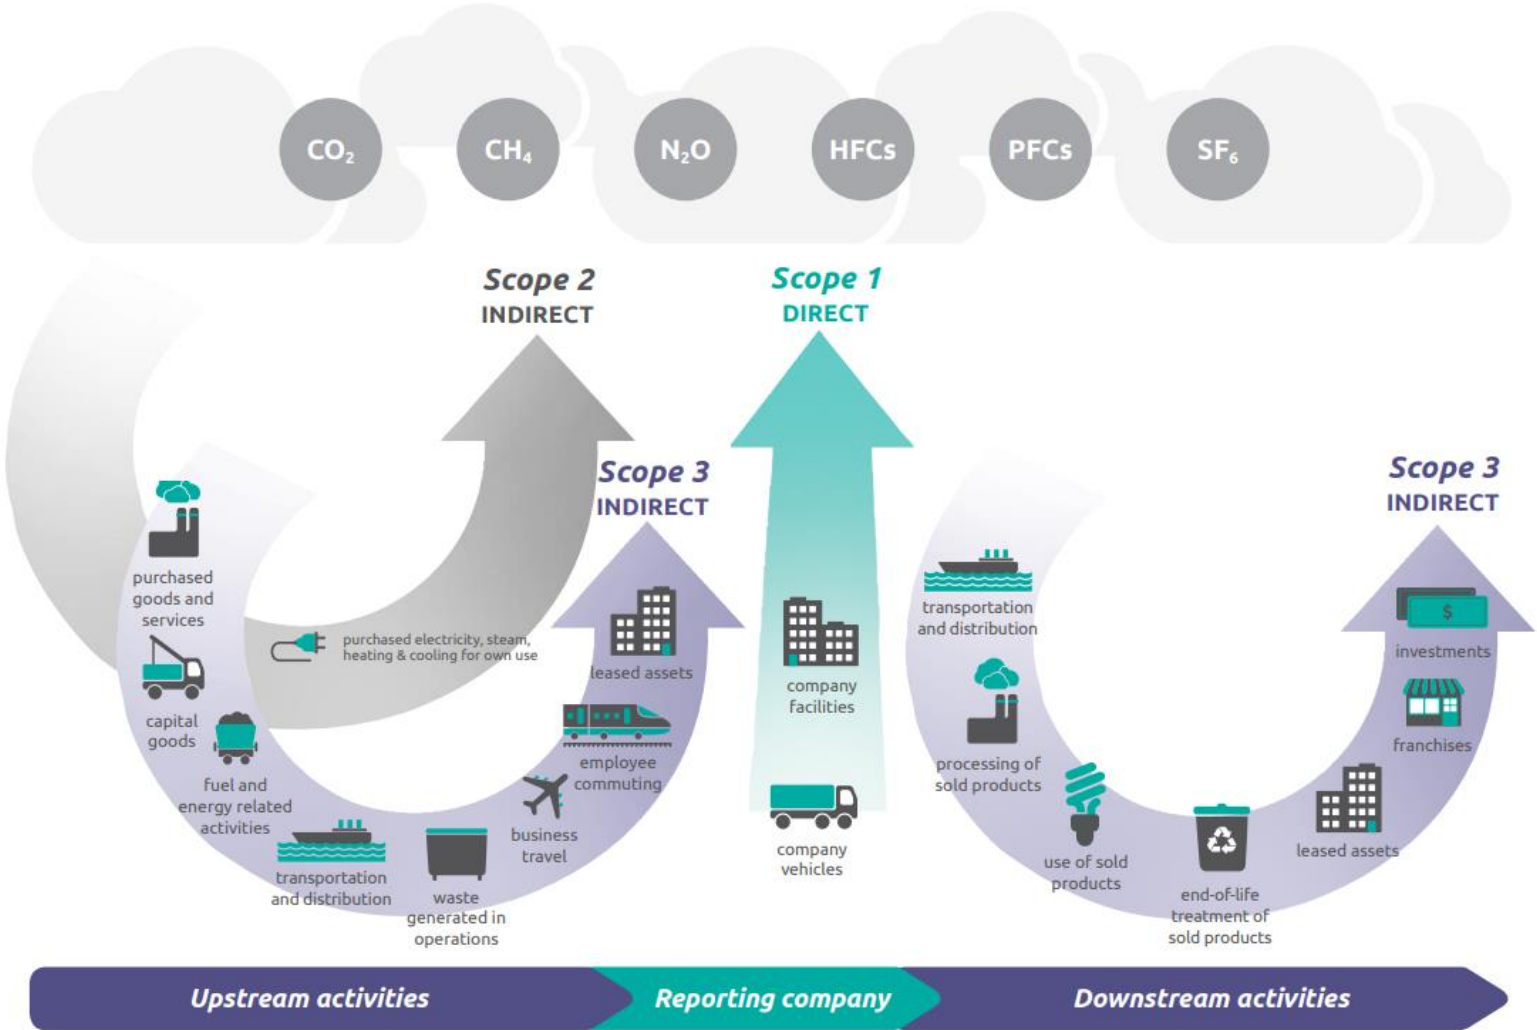 CO₂
CH₄
N₂O
HFCs
PFCs
SF₆
Scope 2
INDIRECT
Scope 1
DIRECT
Scope 3
INDIRECT
Scope 3
INDIRECT
purchased
goods and
services
capital
goods
fuel and
energy related
activities
purchased electricity, steam,
heating & cooling for own use
transportation
and distribution
waste
generated in
operations
business
travel
employee
commuting
leased assets
company
facilities
company
vehicles
transportation
and distribution
processing of
sold products
use of sold
products
end-of-life
treatment of
sold products
leased assets
franchises
$
investments
Upstream activities
Reporting company
Downstream activities